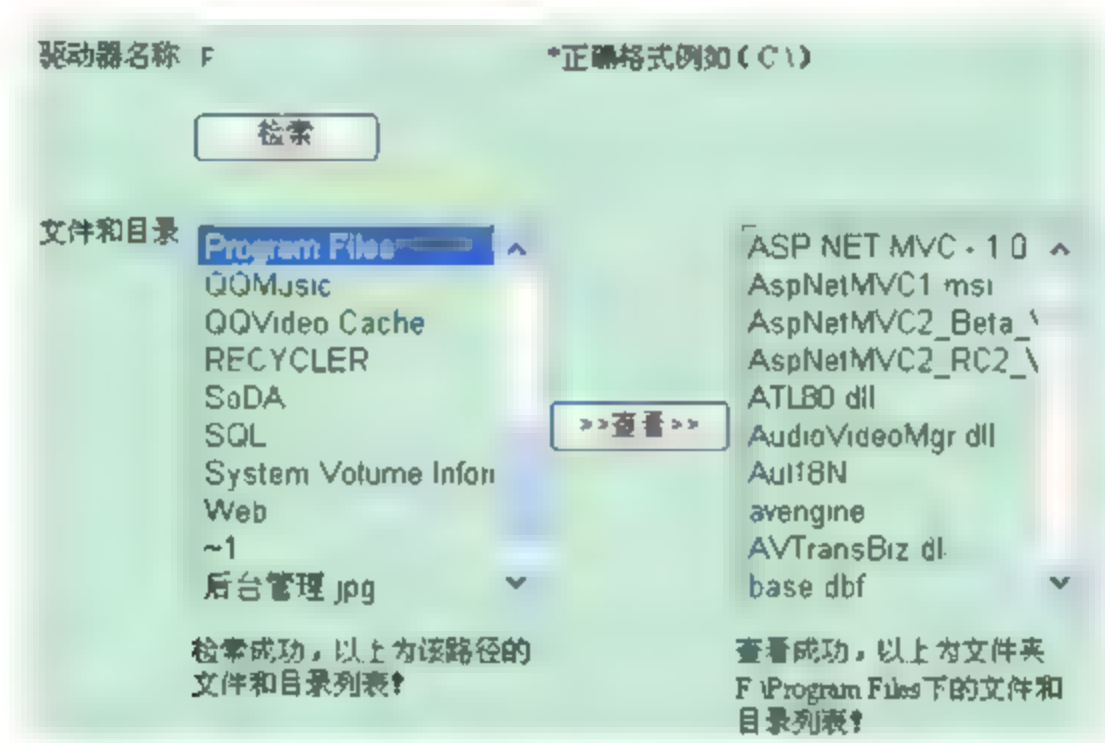 驱动器名称 F *正确格式例如(C:\)
检索
文件和目录
Program Files
QQMusic
QQVideo Cache
RECYCLER
SoDA
SQL
System Volume Infon
Web
~1
后台管理 jpg
>>查看>>
ASP NET MVC - 1 0
AspNetMVC1 msi
AspNetMVC2_Beta_\
AspNetMVC2_RC2_\
ATL80 dll
AudioVideoMgr dll
avengine
AVTransBiz dl
base dbf
检索成功，以上为该路径的
文件和目录列表！
查看成功，以上为文件夹
F \Program Files下的文件和
目录列表！